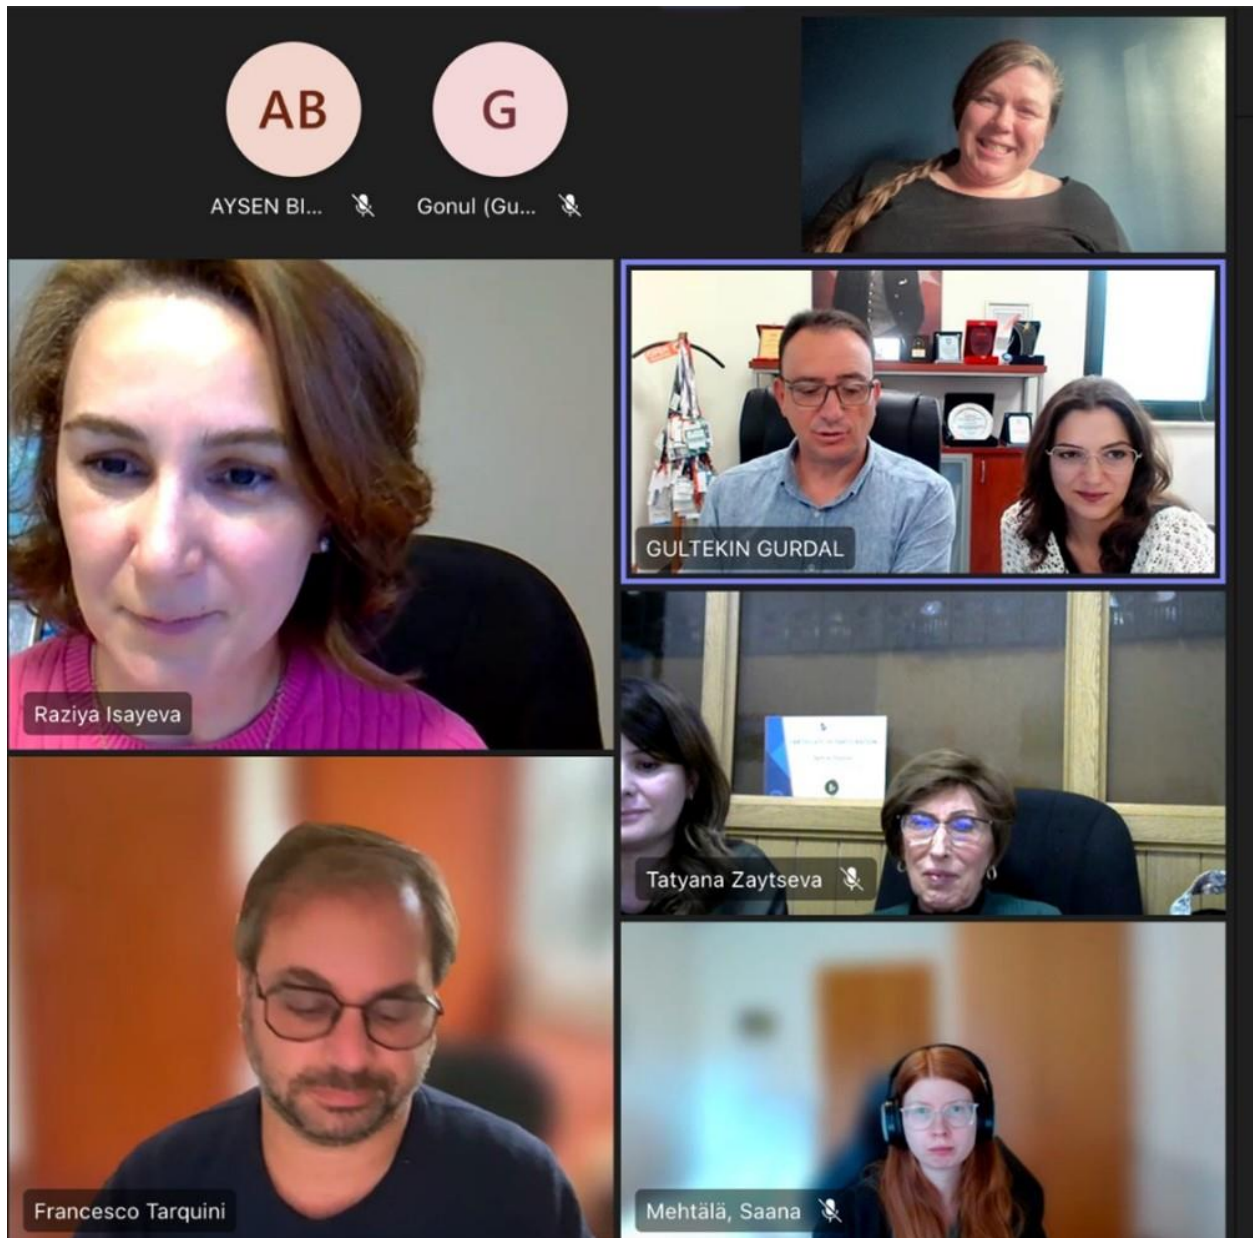 AB
G
AYSEN BI...
Gonul (Gu...
GULTEKIN GURDAL
Raziya Isayeva
Tatyana Zaytseva
Francesco Tarquini
Mehtälä, Saana